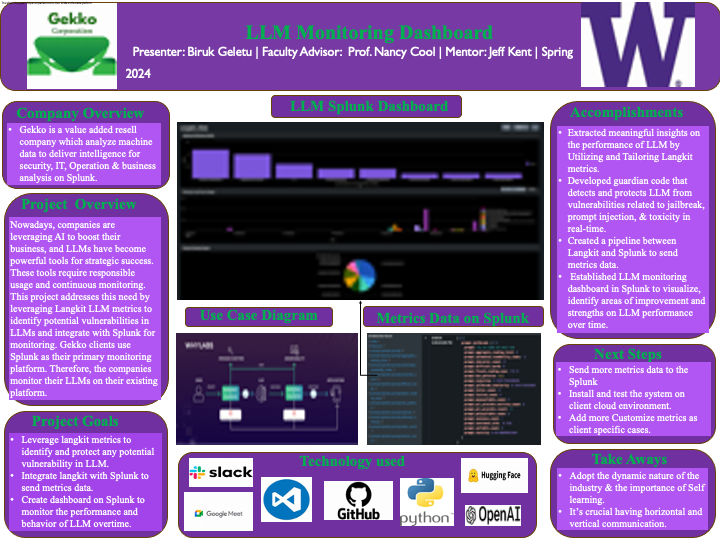 Gekko
Corporation
LLM Monitoring Dashboard
Presenter: Biruk Geletu | Faculty Advisor: Prof. Nancy Cool | Mentor: Jeff Kent | Spring
2024
W
Company Overview
• Gekko is a value added resell
company which analyze machine
data to deliver intelligence for
security, IT, Operation & business
analysis on Splunk.
Project Overview
Nowadays, companies are
leveraging AI to boost their
business, and LLMs have become
powerful tools for strategic success.
These tools require responsible
usage and continuous monitoring.
This project addresses this need by
leveraging Langkit LLM metrics to
identify potential vulnerabilities in
LLMs and integrate with Splunk for
monitoring. Gekko clients use
Splunk as their primary monitoring
platform. Therefore, the companies
monitor their LLMs on their existing
platform.
Project Goals
• Leverage langkit metrics to
identify and protect any potential
vulnerability in LLM.
• Integrate langkit with Splunk to
send metrics data.
• Create dashboard on Splunk to
monitor the performance and
behavior of LLM overtime.
LLM Splunk Dashboard
Use Case Diagram
WHYLABS
Metrics Data on Splunk
Technology used
slack
Google Meet
GitHub
python
Hugging Face
OpenAI
Accomplishments
• Extracted meaningful insights on
the performance of LLM by
Utilizing and Tailoring Langkit
metrics.
• Developed guardian code that
detects and protects LLM from
vulnerabilities related to jailbreak,
prompt injection, & toxicity in
real-time.
• Created a pipeline between
Langkit and Splunk to send
metrics data.
• Established LLM monitoring
dashboard in Splunk to visualize,
identify areas of improvement and
strengths on LLM performance
over time.
Next Steps
• Send more metrics data to the
Splunk
• Install and test the system on
client cloud environment.
• Add more Customize metrics as
client specific cases.
Take Aways
• Adopt the dynamic nature of the
industry & the importance of Self
learning.
• It's crucial having horizontal and
vertical communication.